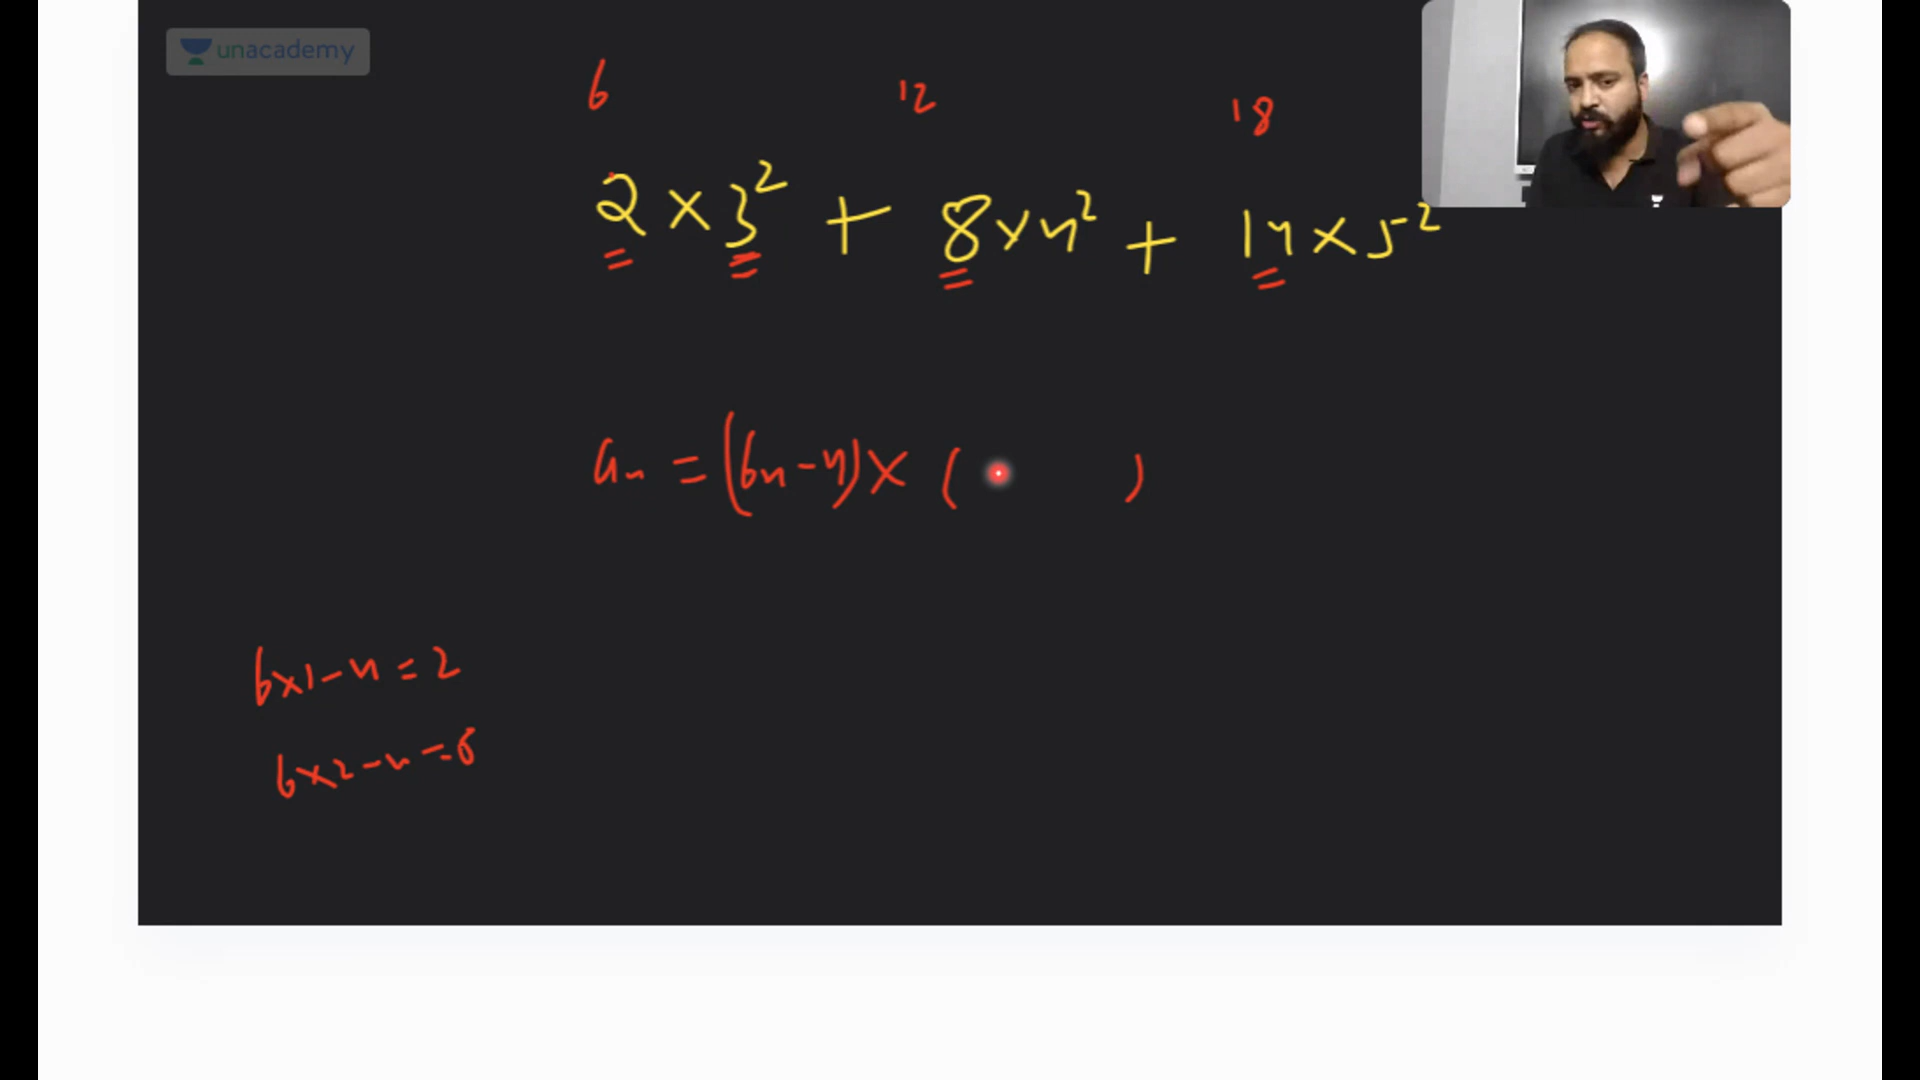 unacademy
6 12 18
2 × 3² + 8 × 4² + 14 × 5²
aₙ = (6n - 4) × ( )
6×1-4 = 2
6×2-4 = 8